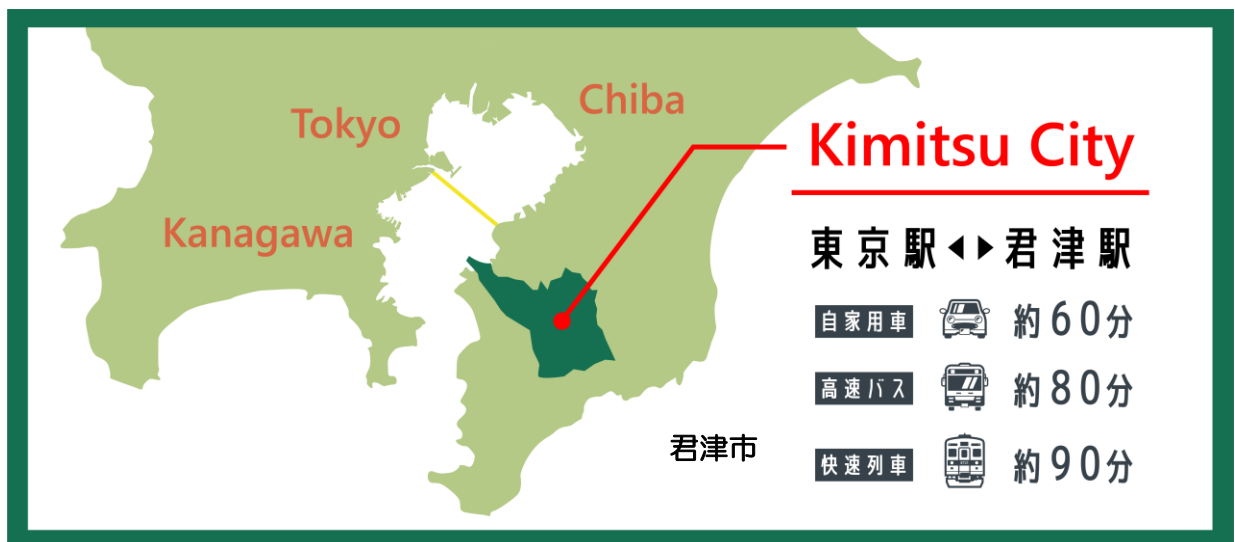 Chiba
Tokyo
Kanagawa
Kimitsu City
東京駅◀▶君津駅
自家用車 約60分
高速バス 約80分
快速列車 約90分
君津市